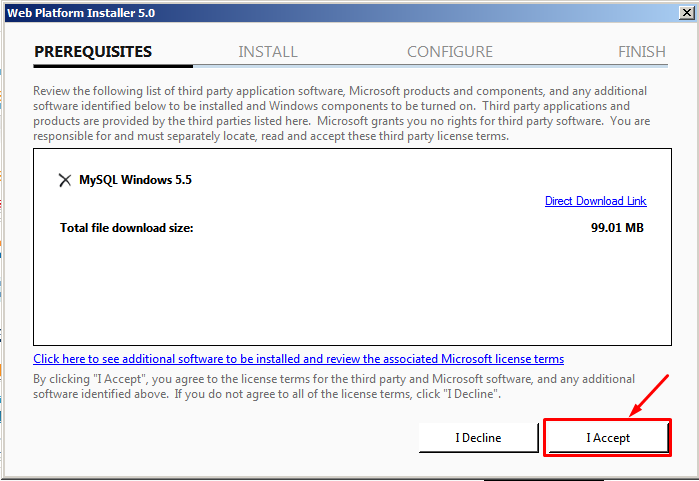 Web Platform Installer 5.0
PREREQUISITES INSTALL CONFIGURE FINISH
Review the following list of third party application software, Microsoft products and components, and any additional
software identified below to be installed and Windows components to be turned on. Third party applications and
products are provided by the third parties listed here. Microsoft grants you no rights for third party software. You are
responsible for and must separately locate, read and accept these third party license terms.
MySQL Windows 5.5
Direct Download Link
Total file download size: 99.01 MB
Click here to see additional software to be installed and review the associated Microsoft license terms
By clicking "I Accept", you agree to the license terms for the third party and Microsoft software, and any additional
software identified above. If you do not agree to all of the license terms, click "I Decline".
I Decline I Accept